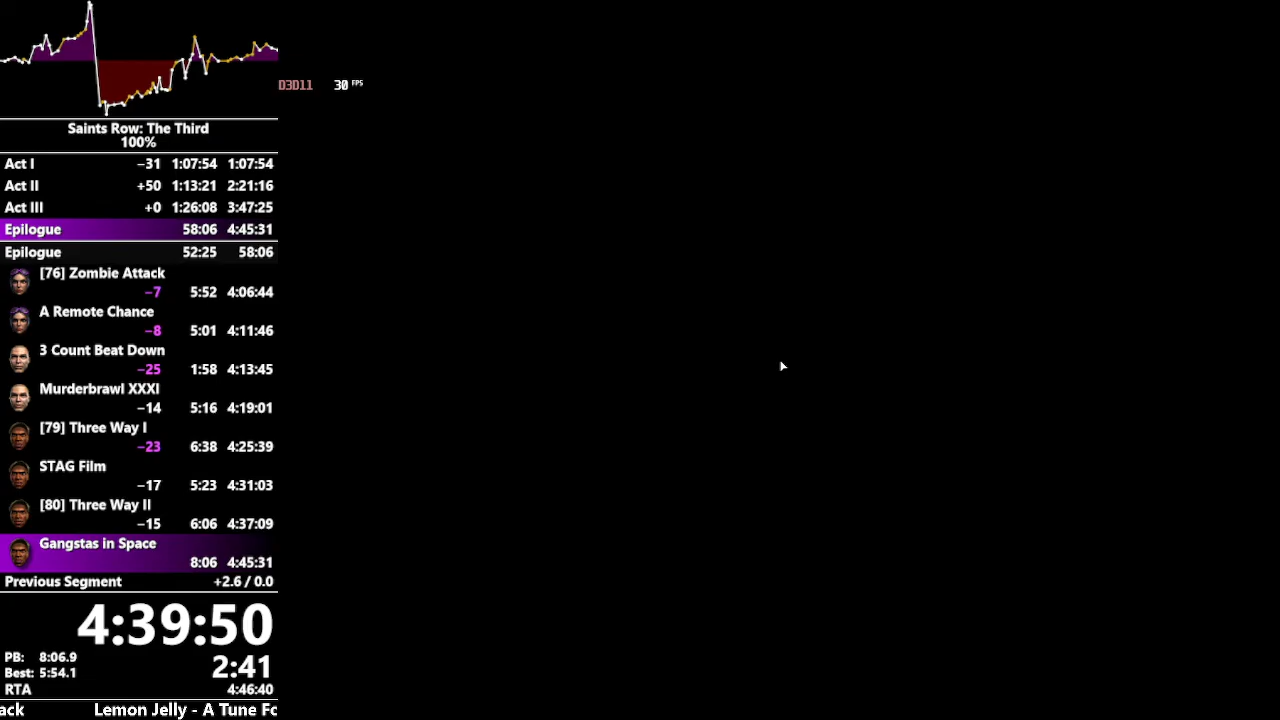 D3D11 30 FPS
Saints Row: The Third
100%
Act I −31 1:07:54 1:07:54
Act II +50 1:13:21 2:21:16
Act III +0 1:26:08 3:47:25
Epilogue 58:06 4:45:31
Epilogue 52:25 58:06
[76] Zombie Attack
−7 5:52 4:06:44
A Remote Chance
−8 5:01 4:11:46
3 Count Beat Down
−25 1:58 4:13:45
Murderbrawl XXXI
−14 5:16 4:19:01
[79] Three Way I
−23 6:38 4:25:39
STAG Film
−17 5:23 4:31:03
[80] Three Way II
−15 6:06 4:37:09
Gangstas in Space
8:06 4:45:31
Previous Segment +2.6 / 0.0
4:39:50
PB: 8:06.9
Best: 5:54.1
2:41
RTA 4:46:40
ack Lemon Jelly - A Tune Fo